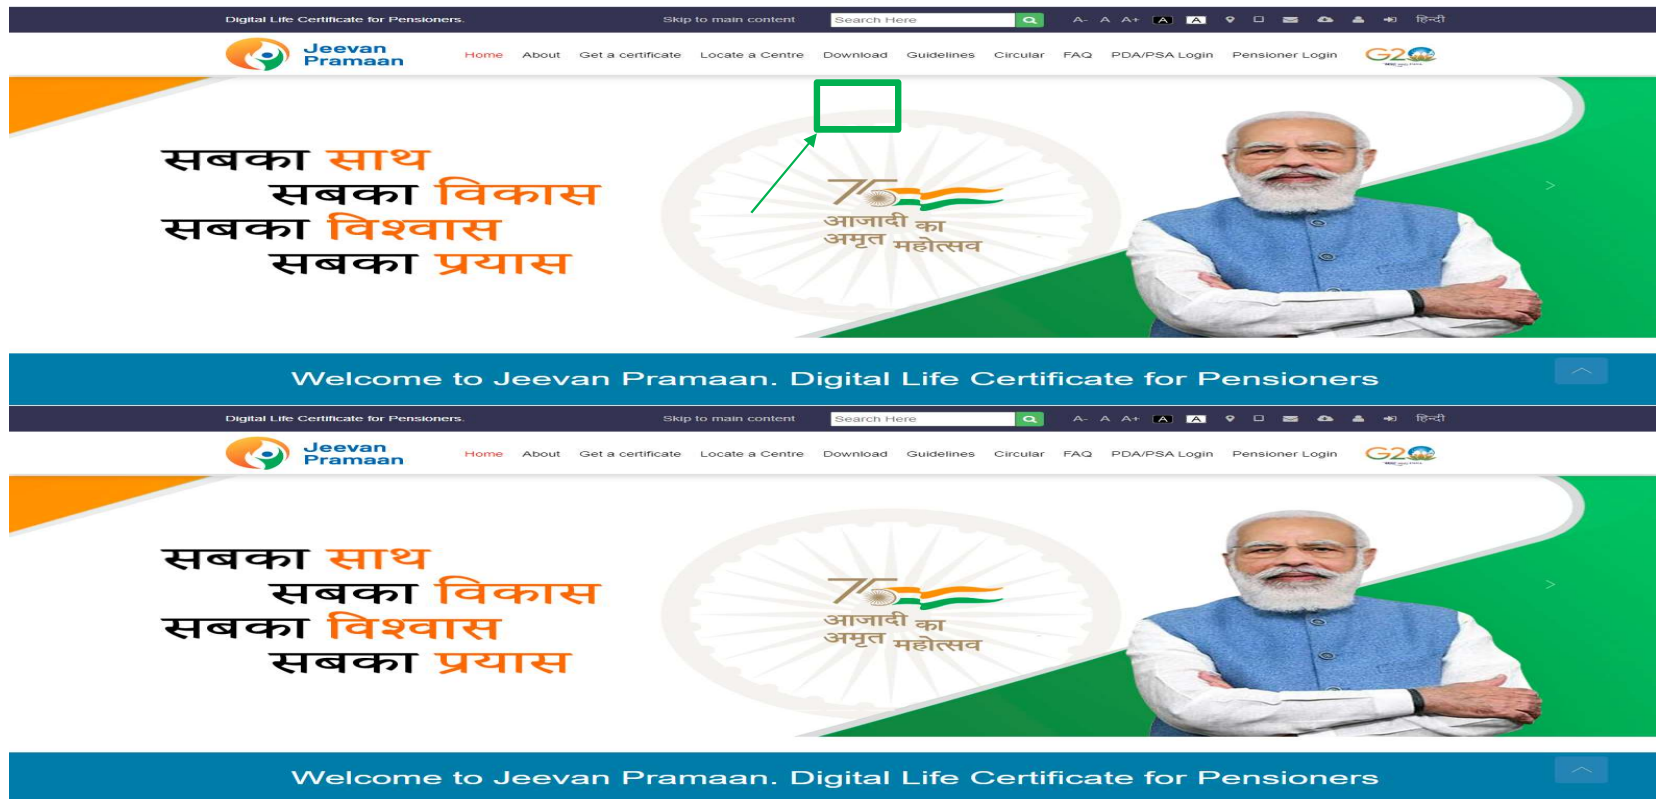 Digital Life Certificate for Pensioners. Skip to main content Search Here A- A A+ A A हिन्दी
Jeevan
Pramaan
Home About Get a certificate Locate a Centre Download Guidelines Circular FAQ PDA/PSA Login Pensioner Login G20
सबका साथ
सबका विकास
सबका विश्वास
सबका प्रयास
75
आजादी का
अमृत महोत्सव
Welcome to Jeevan Pramaan. Digital Life Certificate for Pensioners
Digital Life Certificate for Pensioners. Skip to main content Search Here A- A A+ A A हिन्दी
Jeevan
Pramaan
Home About Get a certificate Locate a Centre Download Guidelines Circular FAQ PDA/PSA Login Pensioner Login G20
सबका साथ
सबका विकास
सबका विश्वास
सबका प्रयास
75
आजादी का
अमृत महोत्सव
Welcome to Jeevan Pramaan. Digital Life Certificate for Pensioners